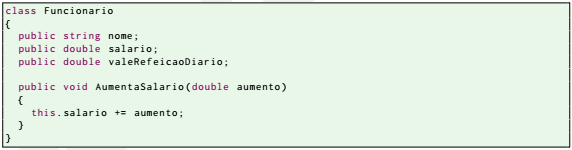 class Funcionario
{
public string nome;
public double salario;
public double valeRefeicaoDiario;
public void AumentaSalario(double aumento)
{
this.salario += aumento;
}
}